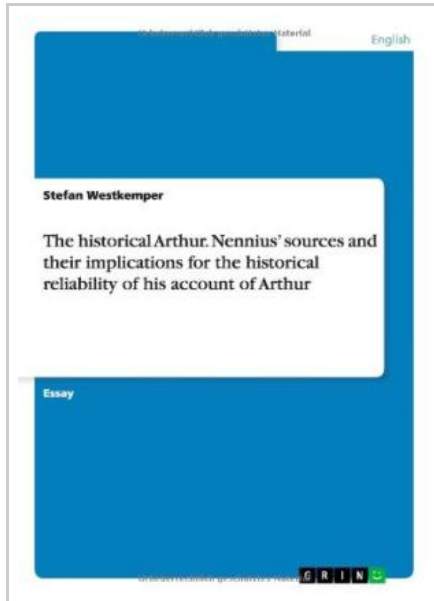 English
Stefan Westkemper
The historical Arthur. Nennius' sources and
their implications for the historical
reliability of his account of Arthur
Essay
GRIN